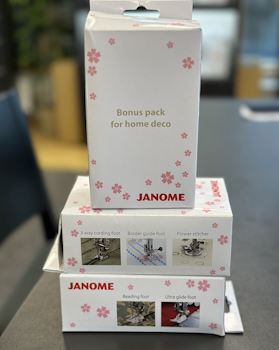 Bonus pack
for home deco
JANOME
JANOME
3-way cording foot Border guide foot Flower stitcher
JANOME
Beading foot Ultra glide foot